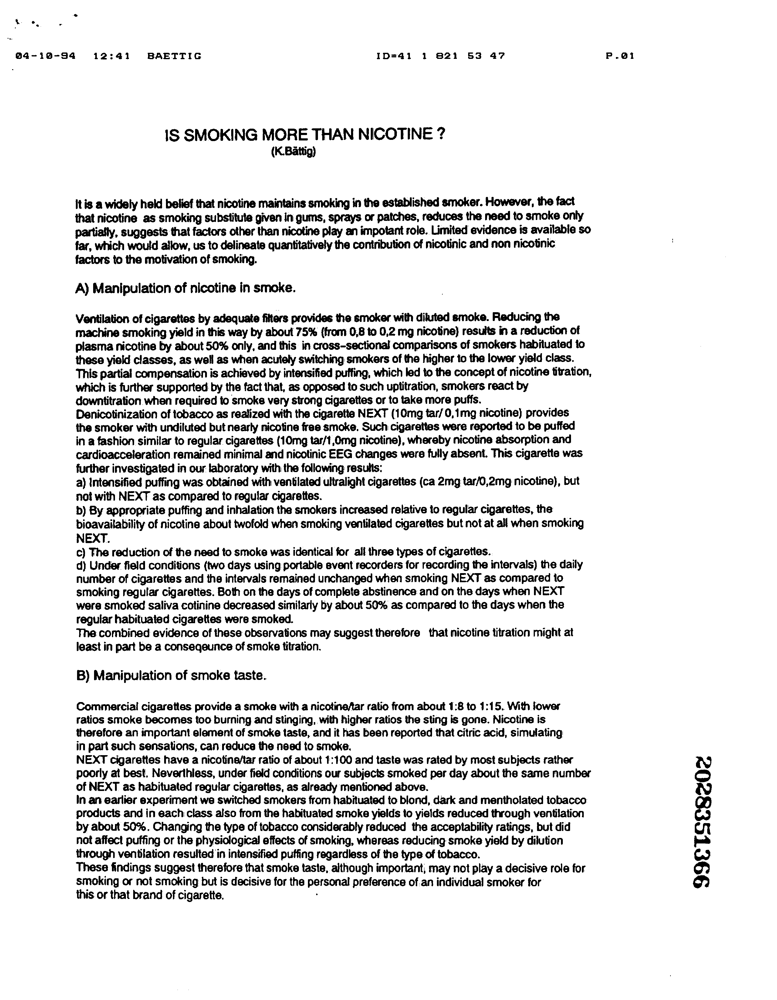 04-10-94 12:41 BAETTIG ID=41 1 821 53 47 P.01
IS SMOKING MORE THAN NICOTINE ?
(K.Bättig)
It is a widely held belief that nicotine maintains smoking in the established smoker. However, the fact
that nicotine as smoking substitute given in gums, sprays or patches, reduces the need to smoke only
partially, suggests that factors other than nicotine play an impotant role. Limited evidence is available so
far, which would allow, us to delineate quantitatively the contribution of nicotinic and non nicotinic
factors to the motivation of smoking.
A) Manipulation of nicotine in smoke.
Ventilation of cigarettes by adequate filters provides the smoker with diluted smoke. Reducing the
machine smoking yield in this way by about 75% (from 0,8 to 0,2 mg nicotine) results in a reduction of
plasma nicotine by about 50% only, and this in cross-sectional comparisons of smokers habituated to
these yield classes, as well as when acutely switching smokers of the higher to the lower yield class.
This partial compensation is achieved by intensified puffing, which led to the concept of nicotine titration,
which is further supported by the fact that, as opposed to such uptitration, smokers react by
downtitration when required to smoke very strong cigarettes or to take more puffs.
Denicotinization of tobacco as realized with the cigarette NEXT (10mg tar/ 0,1mg nicotine) provides
the smoker with undiluted but nearly nicotine free smoke. Such cigarettes were reported to be puffed
in a fashion similar to regular cigarettes (10mg tar/1,0mg nicotine), whereby nicotine absorption and
cardioacceleration remained minimal and nicotinic EEG changes were fully absent. This cigarette was
further investigated in our laboratory with the following results:
a) Intensified puffing was obtained with ventilated ultralight cigarettes (ca 2mg tar/0,2mg nicotine), but
not with NEXT as compared to regular cigarettes.
b) By appropriate puffing and inhalation the smokers increased relative to regular cigarettes, the
bioavailability of nicotine about twofold when smoking ventilated cigarettes but not at all when smoking
NEXT.
c) The reduction of the need to smoke was identical for all three types of cigarettes.
d) Under field conditions (two days using portable event recorders for recording the intervals) the daily
number of cigarettes and the intervals remained unchanged when smoking NEXT as compared to
smoking regular cigarettes. Both on the days of complete abstinence and on the days when NEXT
were smoked saliva cotinine decreased similarly by about 50% as compared to the days when the
regular habituated cigarettes were smoked.
The combined evidence of these observations may suggest therefore that nicotine titration might at
least in part be a conseqeunce of smoke titration.
B) Manipulation of smoke taste.
Commercial cigarettes provide a smoke with a nicotine/tar ratio from about 1:8 to 1:15. With lower
ratios smoke becomes too burning and stinging, with higher ratios the sting is gone. Nicotine is
therefore an important element of smoke taste, and it has been reported that citric acid, simulating
in part such sensations, can reduce the need to smoke.
NEXT cigarettes have a nicotine/tar ratio of about 1:100 and taste was rated by most subjects rather
poorly at best. Neverthless, under field conditions our subjects smoked per day about the same number
of NEXT as habituated regular cigarettes, as already mentioned above.
In an earlier experiment we switched smokers from habituated to blond, dark and mentholated tobacco
products and in each class also from the habituated smoke yields to yields reduced through ventilation
by about 50%. Changing the type of tobacco considerably reduced the acceptability ratings, but did
not affect puffing or the physiological effects of smoking, whereas reducing smoke yield by dilution
through ventilation resulted in intensified puffing regardless of the type of tobacco.
These findings suggest therefore that smoke taste, although important, may not play a decisive role for
smoking or not smoking but is decisive for the personal preference of an individual smoker for
this or that brand of cigarette.
2028351366